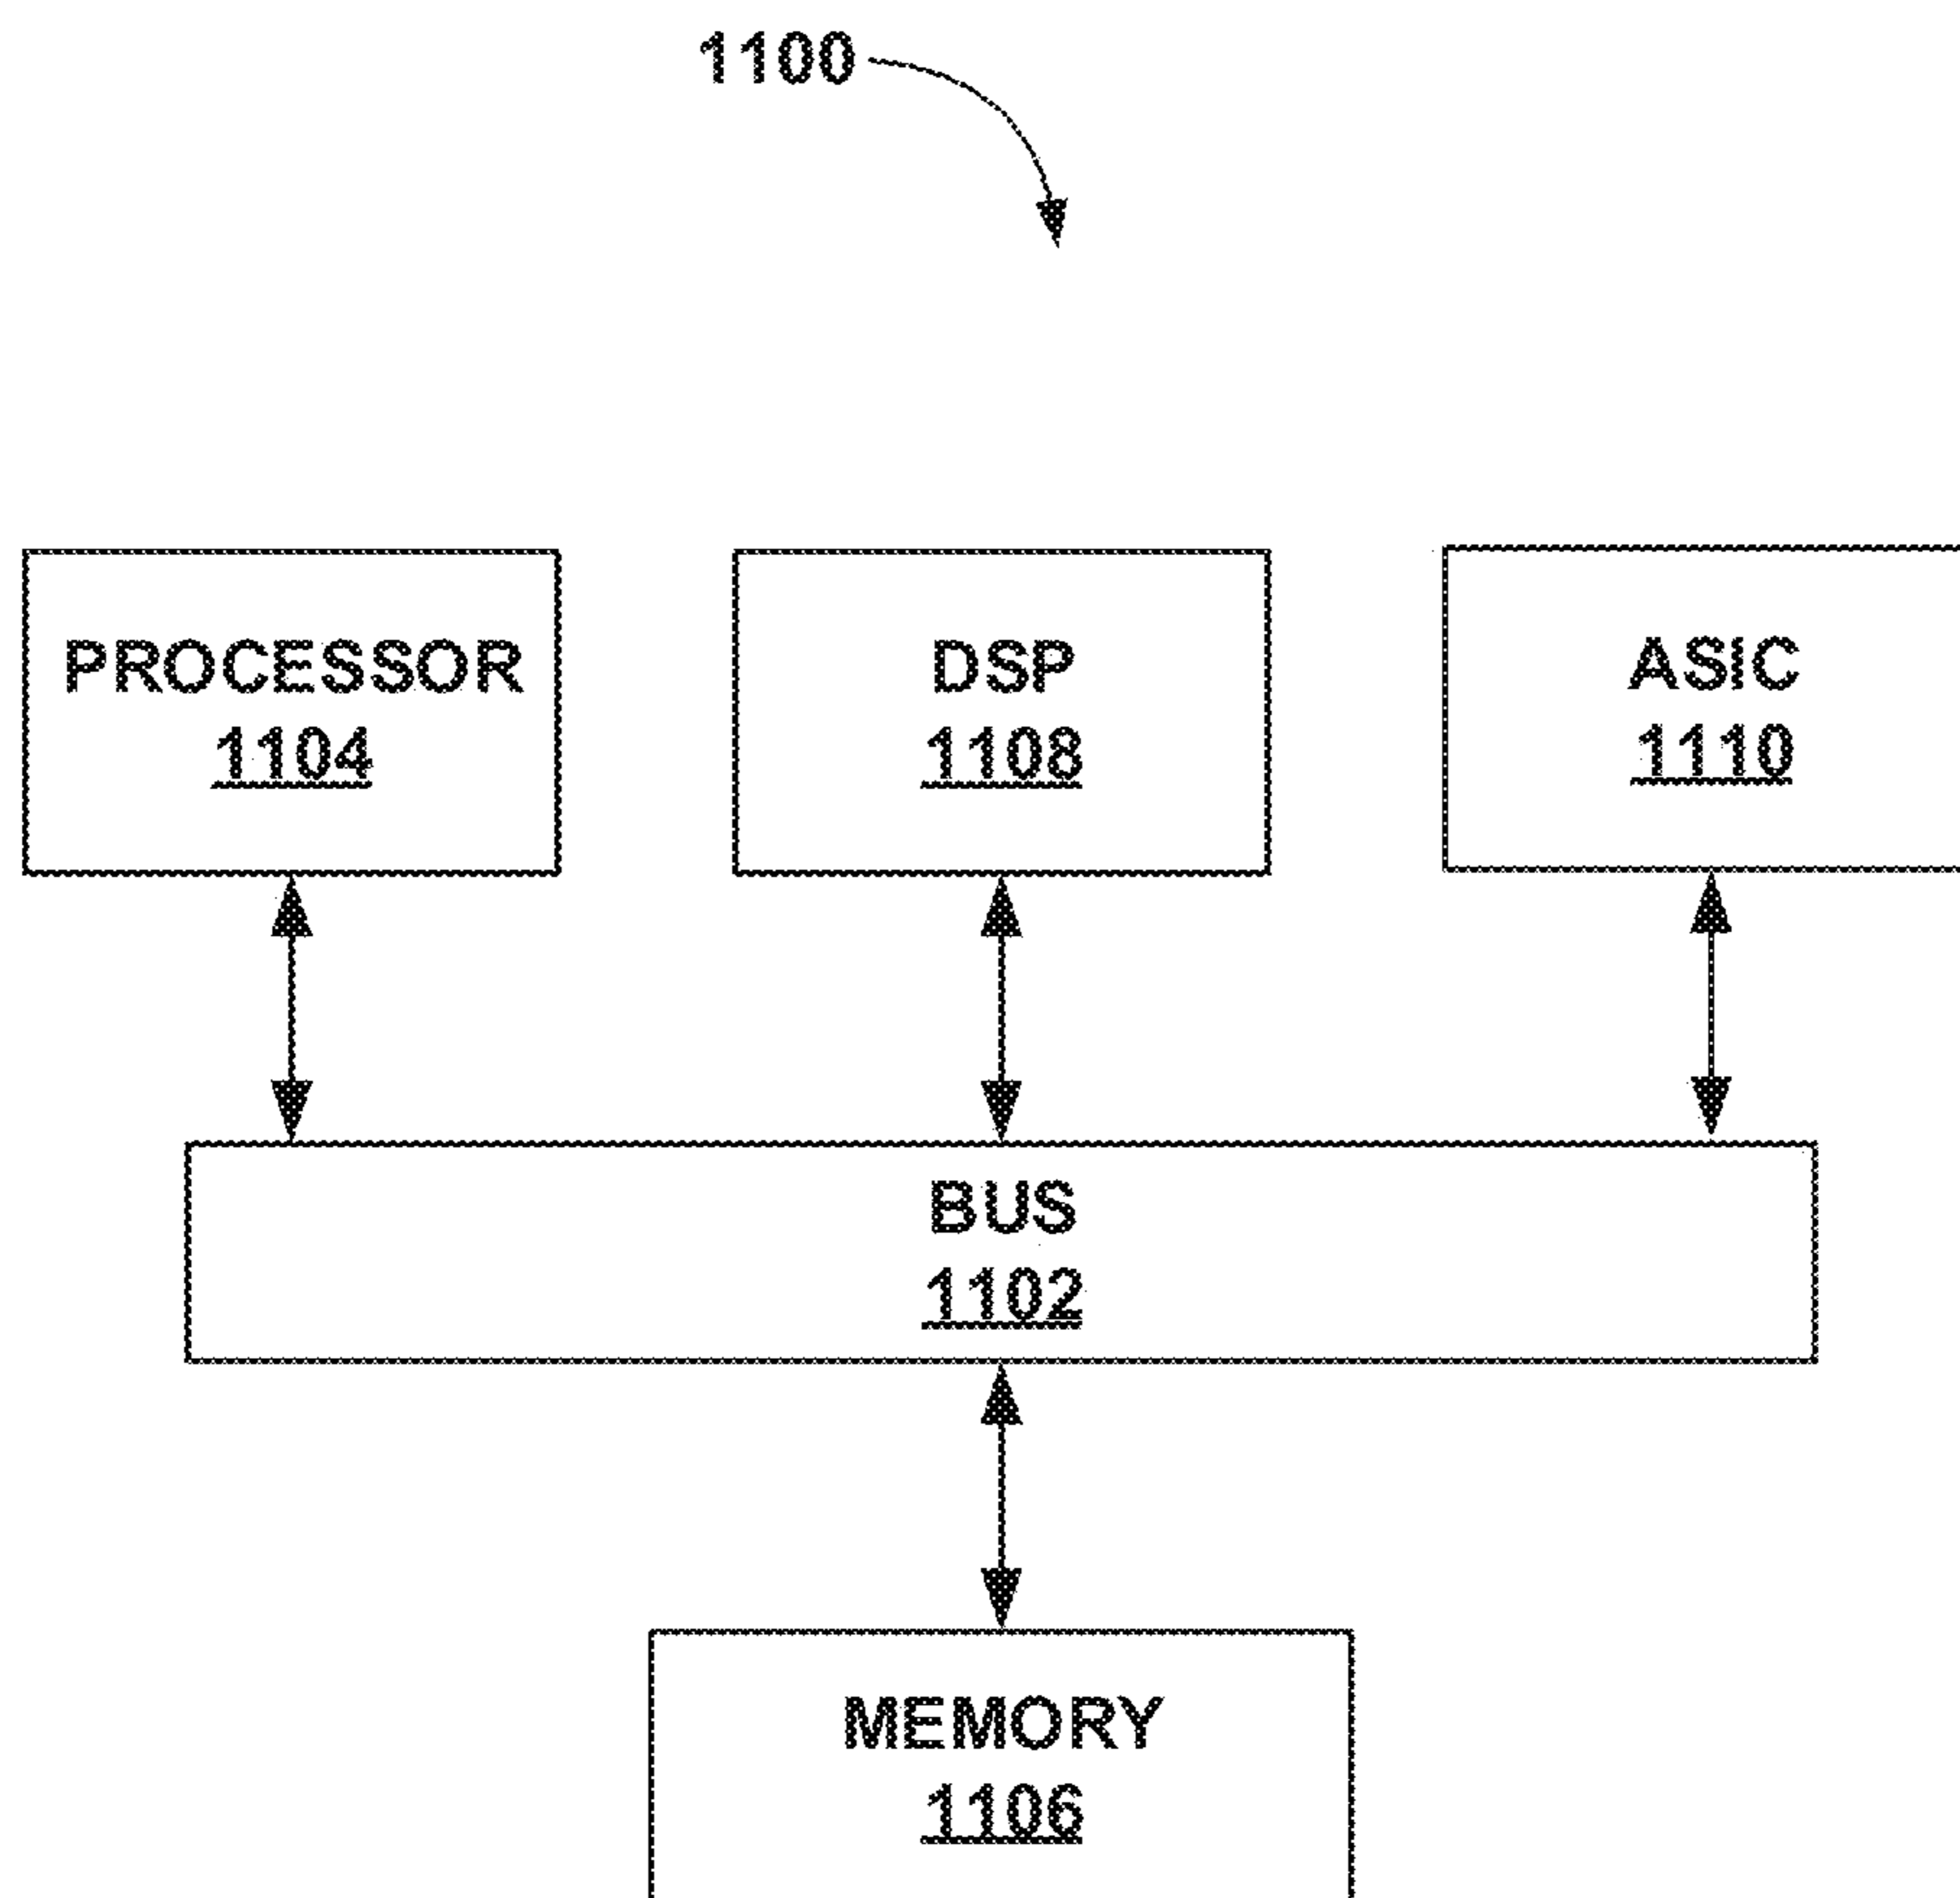 1100
PROCESSOR
1104
DSP
1108
ASIC
1110
BUS
1102
MEMORY
1106